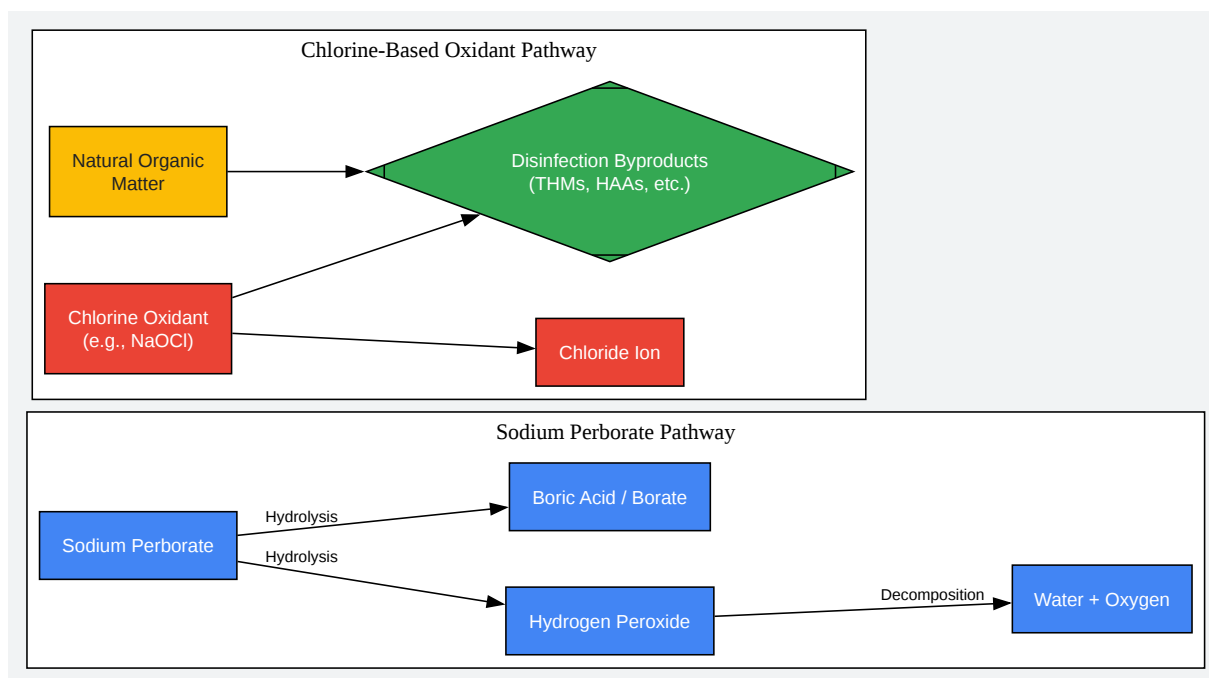 Chlorine-Based Oxidant Pathway
Natural Organic
Matter
Disinfection Byproducts
(THMs, HAAs, etc.)
Chlorine Oxidant
(e.g., NaOCl)
Chloride Ion
Sodium Perborate Pathway
Sodium Perborate
Hydrolysis
Hydrolysis
Boric Acid / Borate
Hydrogen Peroxide
Decomposition
Water + Oxygen